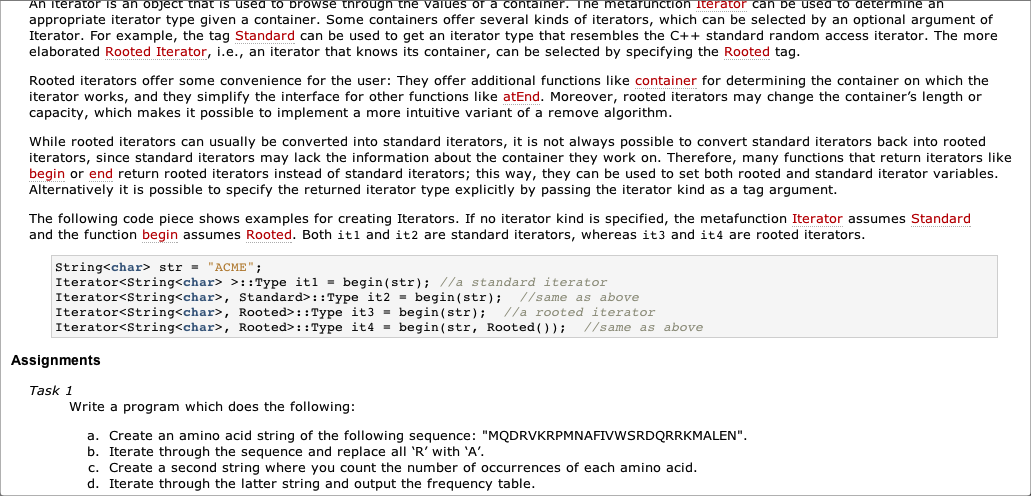 An iterator is an object that is used to browse through the values of a container. The metafunction Iterator can be used to determine an
appropriate iterator type given a container. Some containers offer several kinds of iterators, which can be selected by an optional argument of
Iterator. For example, the tag Standard can be used to get an iterator type that resembles the C++ standard random access iterator. The more
elaborated Rooted Iterator, i.e., an iterator that knows its container, can be selected by specifying the Rooted tag.
Rooted iterators offer some convenience for the user: They offer additional functions like container for determining the container on which the
iterator works, and they simplify the interface for other functions like atEnd. Moreover, rooted iterators may change the container’s length or
capacity, which makes it possible to implement a more intuitive variant of a remove algorithm.
While rooted iterators can usually be converted into standard iterators, it is not always possible to convert standard iterators back into rooted
iterators, since standard iterators may lack the information about the container they work on. Therefore, many functions that return iterators like
begin or end return rooted iterators instead of standard iterators; this way, they can be used to set both rooted and standard iterator variables.
Alternatively it is possible to specify the returned iterator type explicitly by passing the iterator kind as a tag argument.
The following code piece shows examples for creating Iterators. If no iterator kind is specified, the metafunction Iterator assumes Standard
and the function begin assumes Rooted. Both it1 and it2 are standard iterators, whereas it3 and it4 are rooted iterators.
String<char> str = "ACME";
Iterator<String<char> >::Type it1 = begin(str); //a standard iterator
Iterator<String<char>, Standard>::Type it2 = begin(str);  //same as above
Iterator<String<char>, Rooted>::Type it3 = begin(str);  //a rooted iterator
Iterator<String<char>, Rooted>::Type it4 = begin(str, Rooted());  //same as above
Assignments
Task 1
Write a program which does the following:
a. Create an amino acid string of the following sequence: "MQDRVKRPMNAFIVWSRDQRRKMALEN".
b. Iterate through the sequence and replace all ‘R’ with ‘A’.
c. Create a second string where you count the number of occurrences of each amino acid.
d. Iterate through the latter string and output the frequency table.